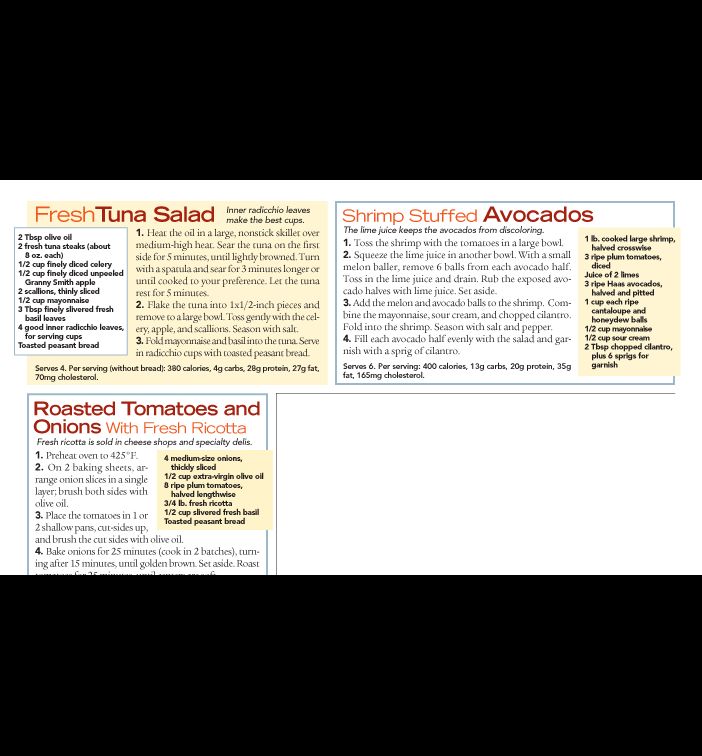 Fresh Tuna Salad
Inner radicchio leaves
make the best cups.
2 Tbsp olive oil
2 fresh tuna steaks (about
8 oz. each)
1/2 cup finely diced celery
1/2 cup finely diced unpeeled
Granny Smith apple
2 scallions, thinly sliced
1/2 cup mayonnaise
3 Tbsp finely slivered fresh
basil leaves
4 good inner radicchio leaves,
for serving cups
Toasted peasant bread
1. Heat the oil in a large, nonstick skillet over
medium-high heat. Sear the tuna on the first
side for 5 minutes, until lightly browned. Turn
with a spatula and sear for 3 minutes longer or
until cooked to your preference. Let the tuna
rest for 5 minutes.
2. Flake the tuna into 1x1/2-inch pieces and
remove to a large bowl. Toss gently with the cel-
ery, apple, and scallions. Season with salt.
3. Fold mayonnaise and basil into the tuna. Serve
in radicchio cups with toasted peasant bread.
Serves 4. Per serving (without bread): 380 calories, 4g carbs, 28g protein, 27g fat,
70mg cholesterol.
Shrimp Stuffed Avocados
The lime juice keeps the avocados from discoloring.
1. Toss the shrimp with the tomatoes in a large bowl.
2. Squeeze the lime juice in another bowl. With a small
melon baller, remove 6 balls from each avocado half.
Toss in the lime juice and drain. Rub the exposed avo-
cado halves with lime juice. Set aside.
3. Add the melon and avocado balls to the shrimp. Com-
bine the mayonnaise, sour cream, and chopped cilantro.
Fold into the shrimp. Season with salt and pepper.
4. Fill each avocado half evenly with the salad and gar-
nish with a sprig of cilantro.
Serves 6. Per serving: 400 calories, 13g carbs, 20g protein, 35g
fat, 165mg cholesterol.
1 lb. cooked large shrimp,
halved crosswise
3 ripe plum tomatoes,
diced
Juice of 2 limes
3 ripe Haas avocados,
halved and pitted
1 cup each ripe
cantaloupe and
honeydew balls
1/2 cup mayonnaise
1/2 cup sour cream
2 Tbsp chopped cilantro,
plus 6 sprigs for
garnish
Roasted Tomatoes and
Onions With Fresh Ricotta
Fresh ricotta is sold in cheese shops and specialty delis.
1. Preheat oven to 425°F.
2. On 2 baking sheets, ar-
range onion slices in a single
layer; brush both sides with
olive oil.
3. Place the tomatoes in 1 or
2 shallow pans, cut-sides up,
and brush the cut sides with olive oil.
4. Bake onions for 25 minutes (cook in 2 batches), turn-
ing after 15 minutes, until golden brown. Set aside. Roast
4 medium-size onions,
thickly sliced
1/2 cup extra-virgin olive oil
8 ripe plum tomatoes,
halved lengthwise
3/4 lb. fresh ricotta
1/2 cup slivered fresh basil
Toasted peasant bread